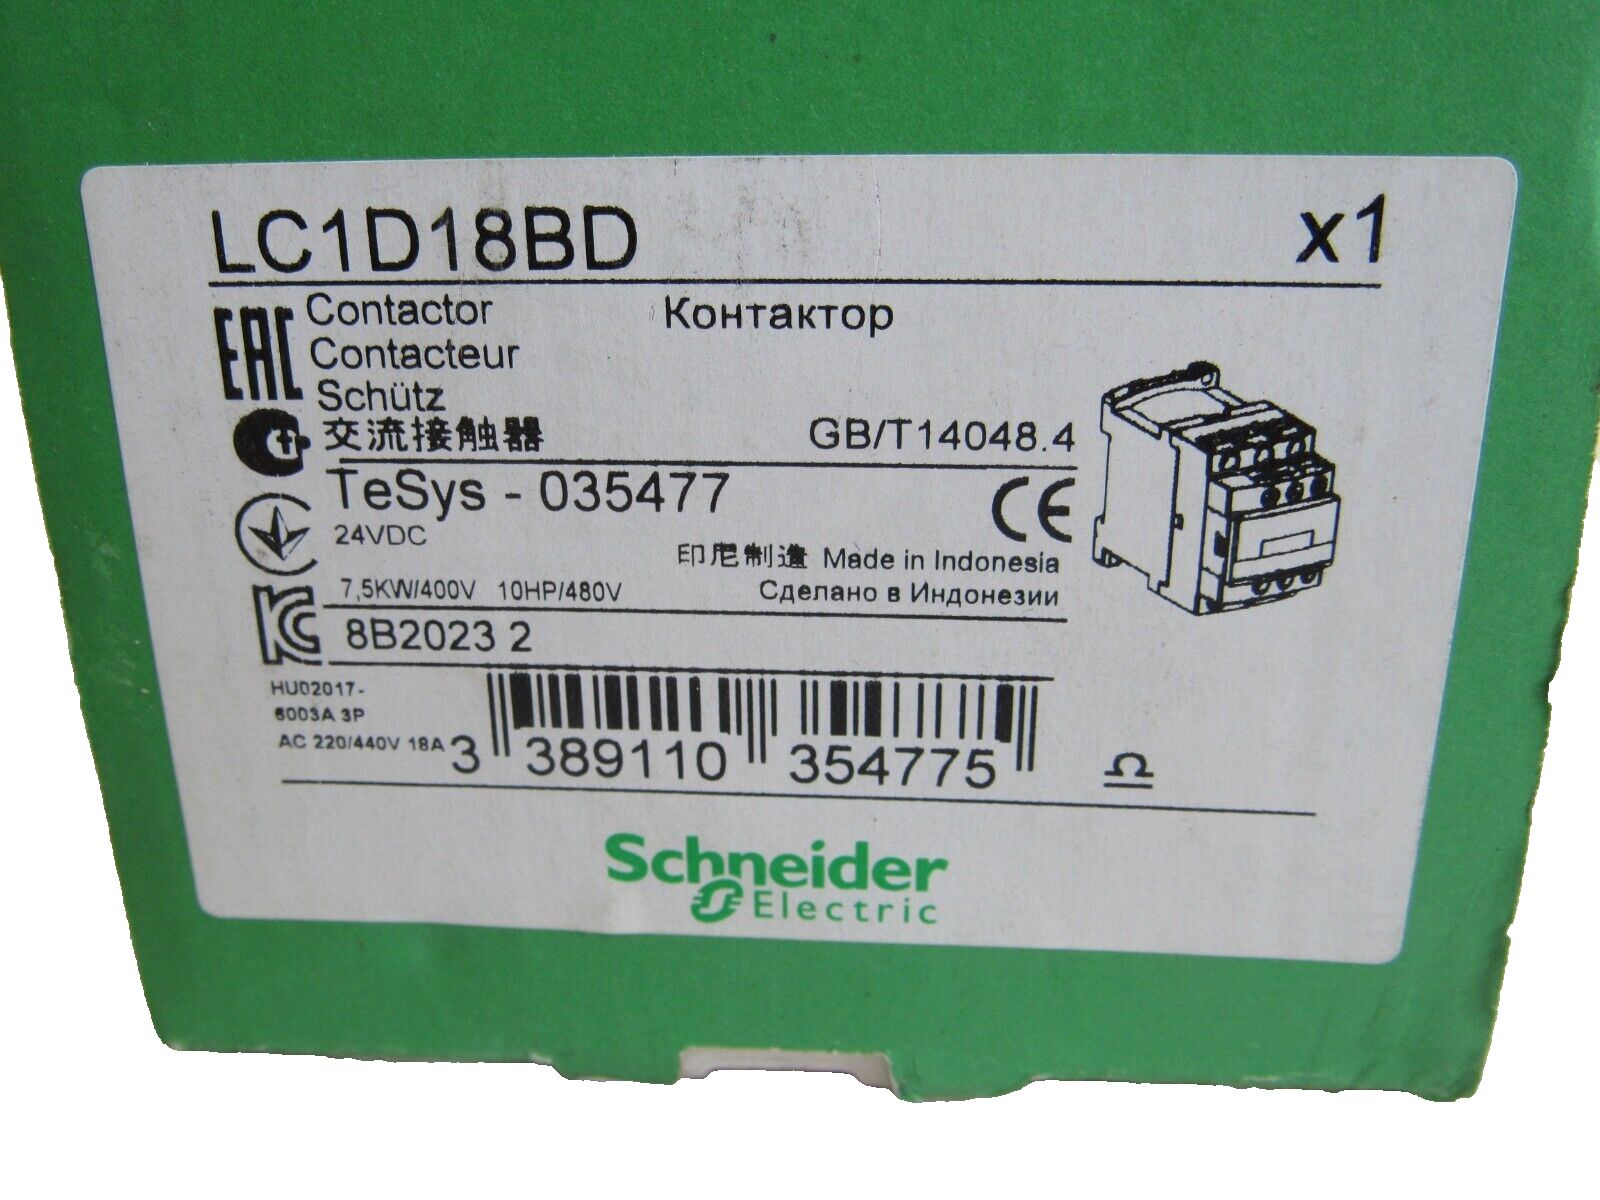 LC1D18BD x1
EAC
Contactor Контактор
Contacteur
Schütz
交流接触器 GB/T14048.4
TeSys - 035477
CE
24VDC
印尼制造 Made in Indonesia
7,5KW/400V 10HP/480V Сделано в Индонезии
8B2023 2
HU02017-
6003A 3P
AC 220/440V 18A
3 389110 354775
Schneider
Electric